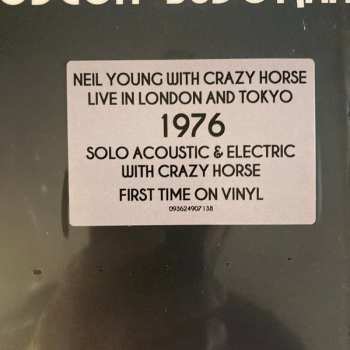 NEIL YOUNG WITH CRAZY HORSE
LIVE IN LONDON AND TOKYO
1976
SOLO ACOUSTIC & ELECTRIC
WITH CRAZY HORSE
FIRST TIME ON VINYL
093624907138